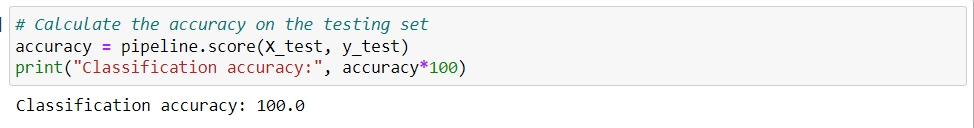 # Calculate the accuracy on the testing set
accuracy = pipeline.score(X_test, y_test)
print("Classification accuracy:", accuracy*100)
Classification accuracy: 100.0